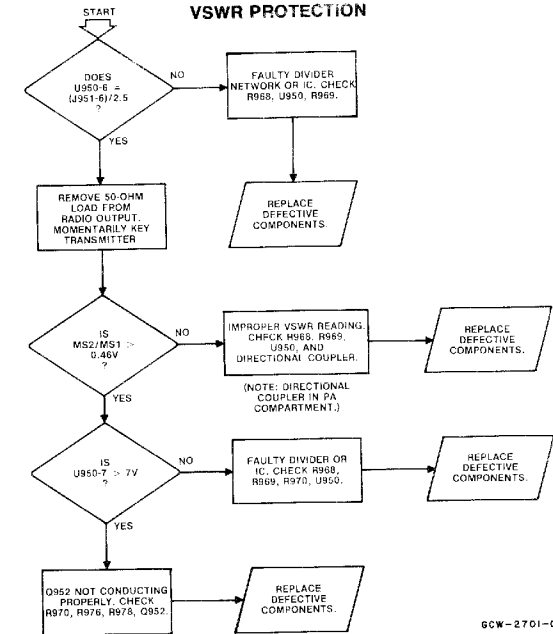 START
VSWR PROTECTION
DOES
U950-6 =
(J951-6)/2.5
?
NO
YES
FAULTY DIVIDER
NETWORK OR IC. CHECK
R968, U950, R969.
REPLACE
DEFECTIVE
COMPONENTS.
REMOVE 50-OHM
LOAD FROM
RADIO OUTPUT.
MOMENTARILY KEY
TRANSMITTER
IS
MS2/MS1 >
0.46V
?
NO
YES
IMPROPER VSWR READING.
CHECK R968, R969,
U950, AND
DIRECTIONAL COUPLER.
(NOTE: DIRECTIONAL
COUPLER IN PA
COMPARTMENT.)
REPLACE
DEFECTIVE
COMPONENTS.
IS
U950-7 > 7V
?
NO
YES
FAULTY DIVIDER OR
IC. CHECK R968,
R969, R970, U950.
REPLACE
DEFECTIVE
COMPONENTS.
Q952 NOT CONDUCTING
PROPERLY. CHECK
R970, R976, R978, Q952.
REPLACE
DEFECTIVE
COMPONENTS.